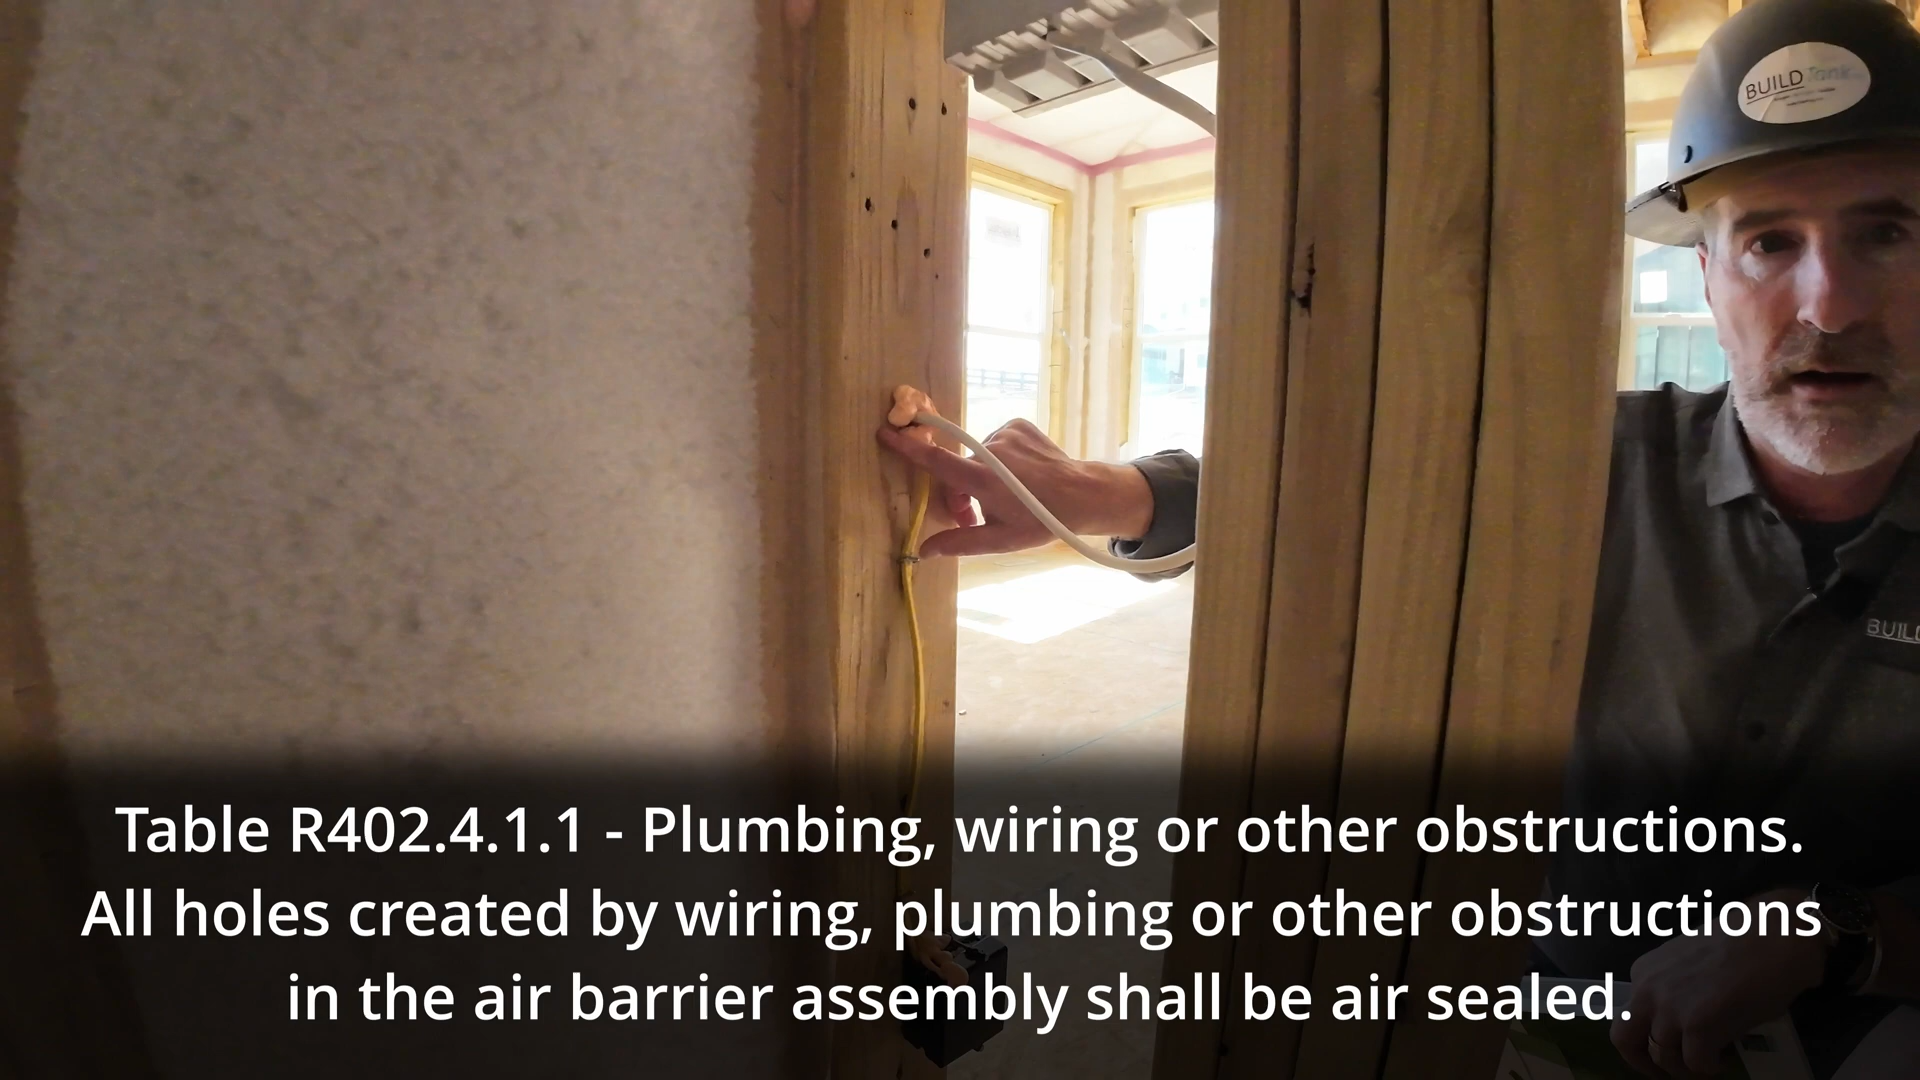 BUILD Tank
BUILD
Table R402.4.1.1 - Plumbing, wiring or other obstructions.
All holes created by wiring, plumbing or other obstructions
in the air barrier assembly shall be air sealed.